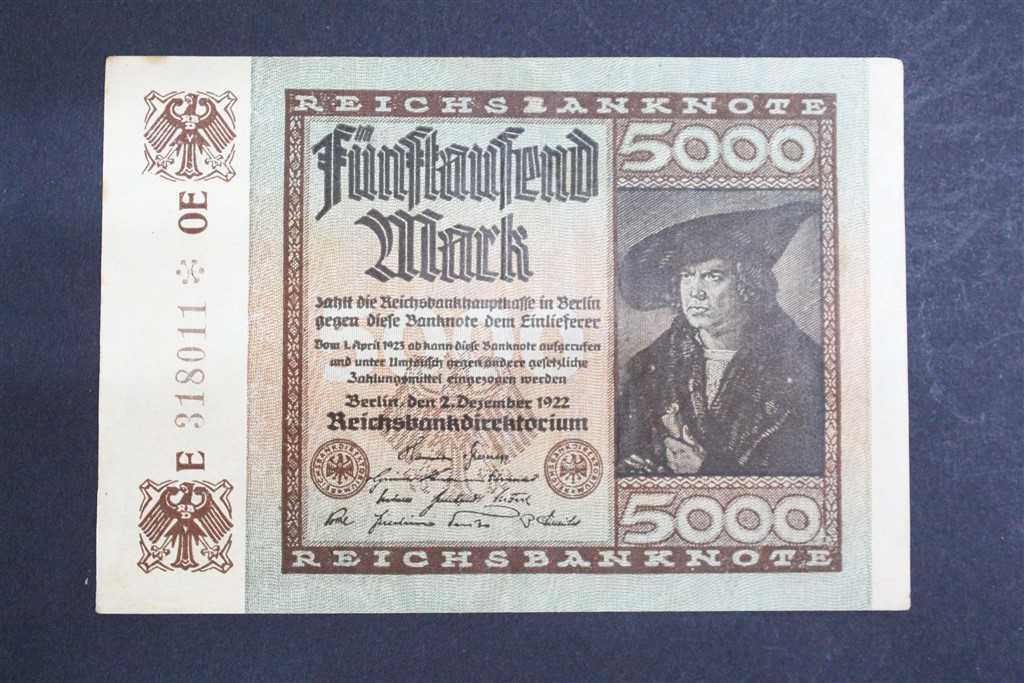 REICHSBANKNOTE
5000
Fünftausend
Mark
zahlt die Reichsbankhauptkasse in Berlin
gegen diese Banknote dem Einlieferer
Vom 1. April 1923 ab kann diese Banknote aufgerufen
und unter Umtausch gegen andere gesetzliche
Zahlungsmittel eingezogen werden
Berlin, den 2. Dezember 1922
Reichsbankdirektorium
5000
REICHSBANKNOTE
E 318011 * OE